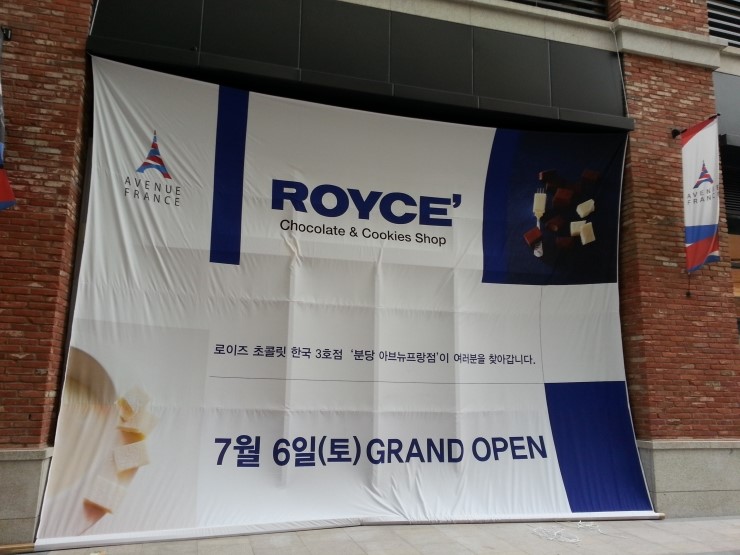 AVENUE
FRANCE
ROYCE'
Chocolate & Cookies Shop
로이즈 초콜릿 한국 3호점 '분당 아브뉴프랑점'이 여러분을 찾아갑니다.
7월 6일(토) GRAND OPEN
AVENUE
FRANCE